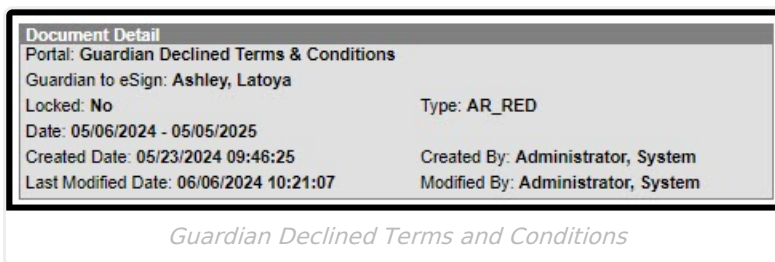 Document Detail
Portal: Guardian Declined Terms & Conditions
Guardian to eSign: Ashley, Latoya
Locked: No Type: AR_RED
Date: 05/06/2024 - 05/05/2025
Created Date: 05/23/2024 09:46:25 Created By: Administrator, System
Last Modified Date: 06/06/2024 10:21:07 Modified By: Administrator, System
Guardian Declined Terms and Conditions